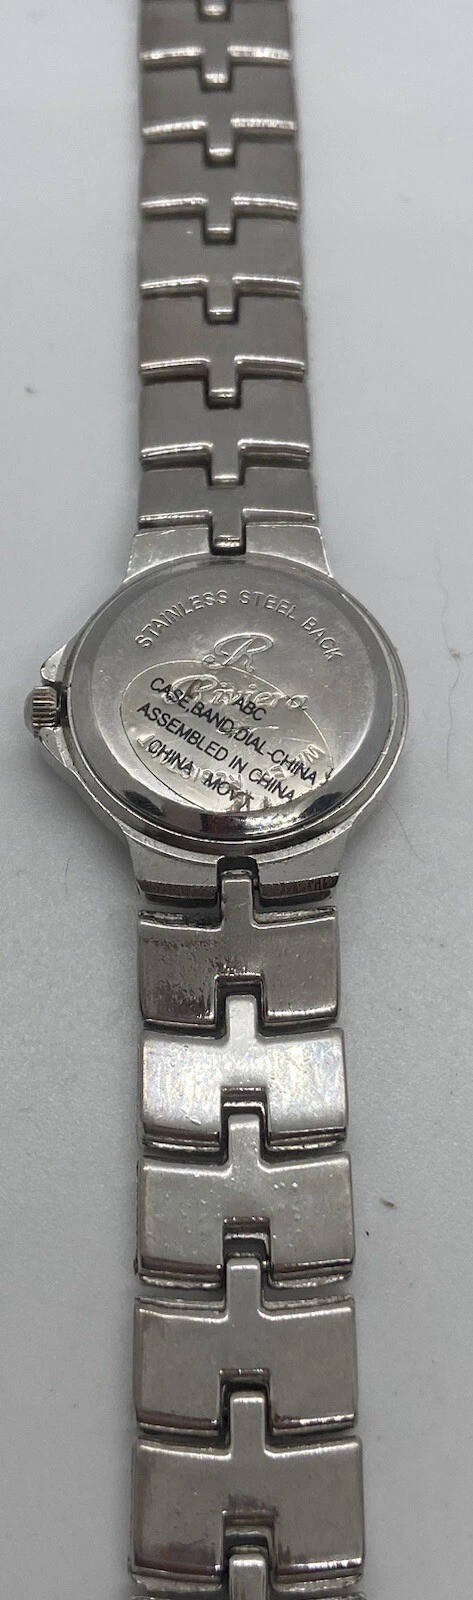 STAINLESS STEEL BACK
R
Riviera
ABC
CASE,BAND,DIAL-CHINA
ASSEMBLED IN CHINA
CHINA MOV'T